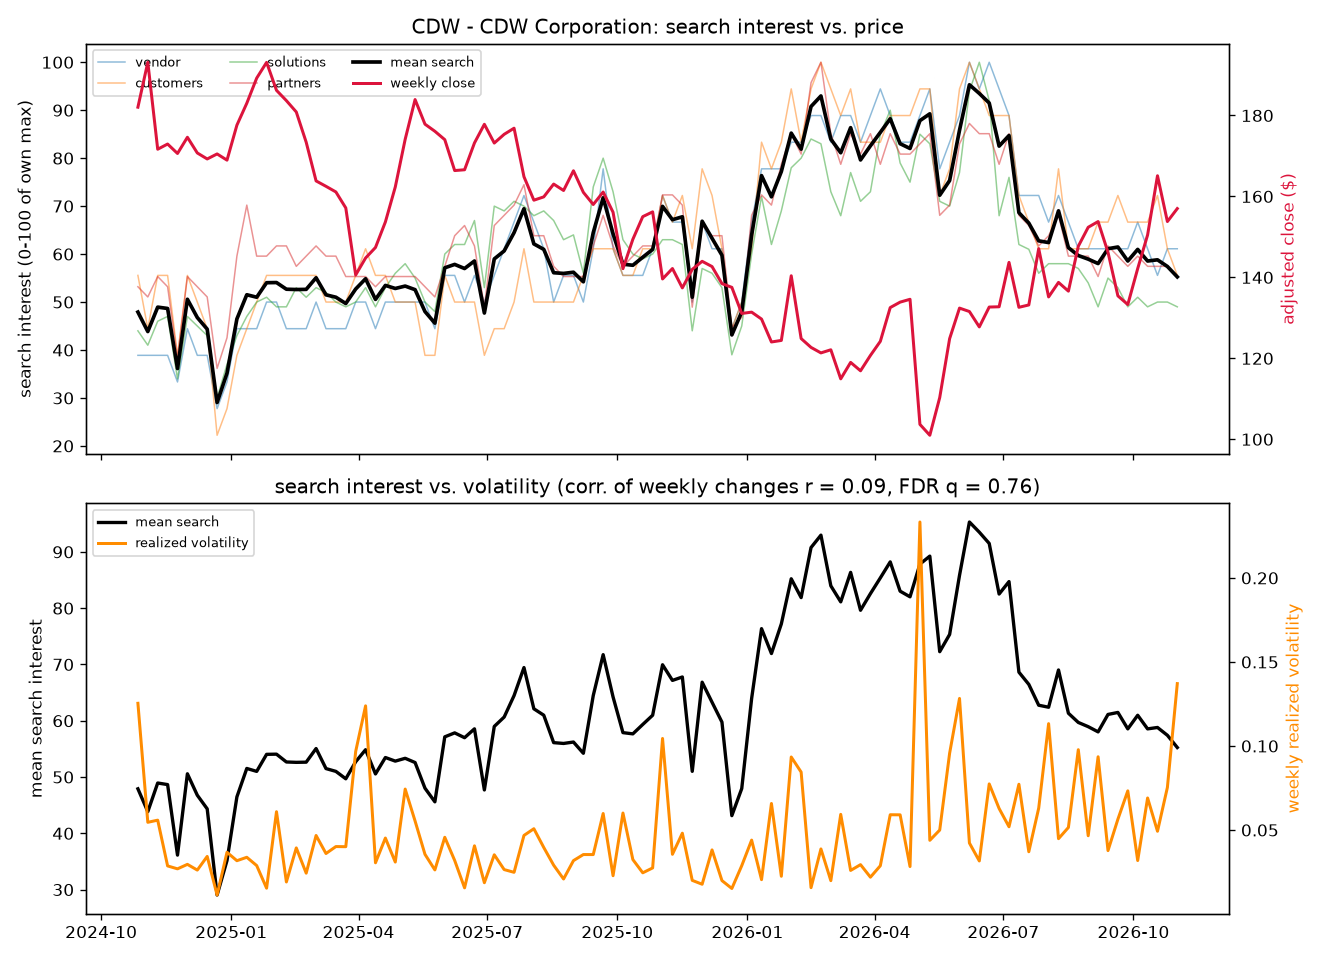 CDW - CDW Corporation: search interest vs. price
vendor
customers
solutions
partners
mean search
weekly close
100
90
80
70
60
50
40
30
20
search interest (0-100 of own max)
180
160
140
120
100
adjusted close ($)
search interest vs. volatility (corr. of weekly changes r = 0.09, FDR q = 0.76)
mean search
realized volatility
90
80
70
60
50
40
30
mean search interest
0.20
0.15
0.10
0.05
weekly realized volatility
2024-10
2025-01
2025-04
2025-07
2025-10
2026-01
2026-04
2026-07
2026-10